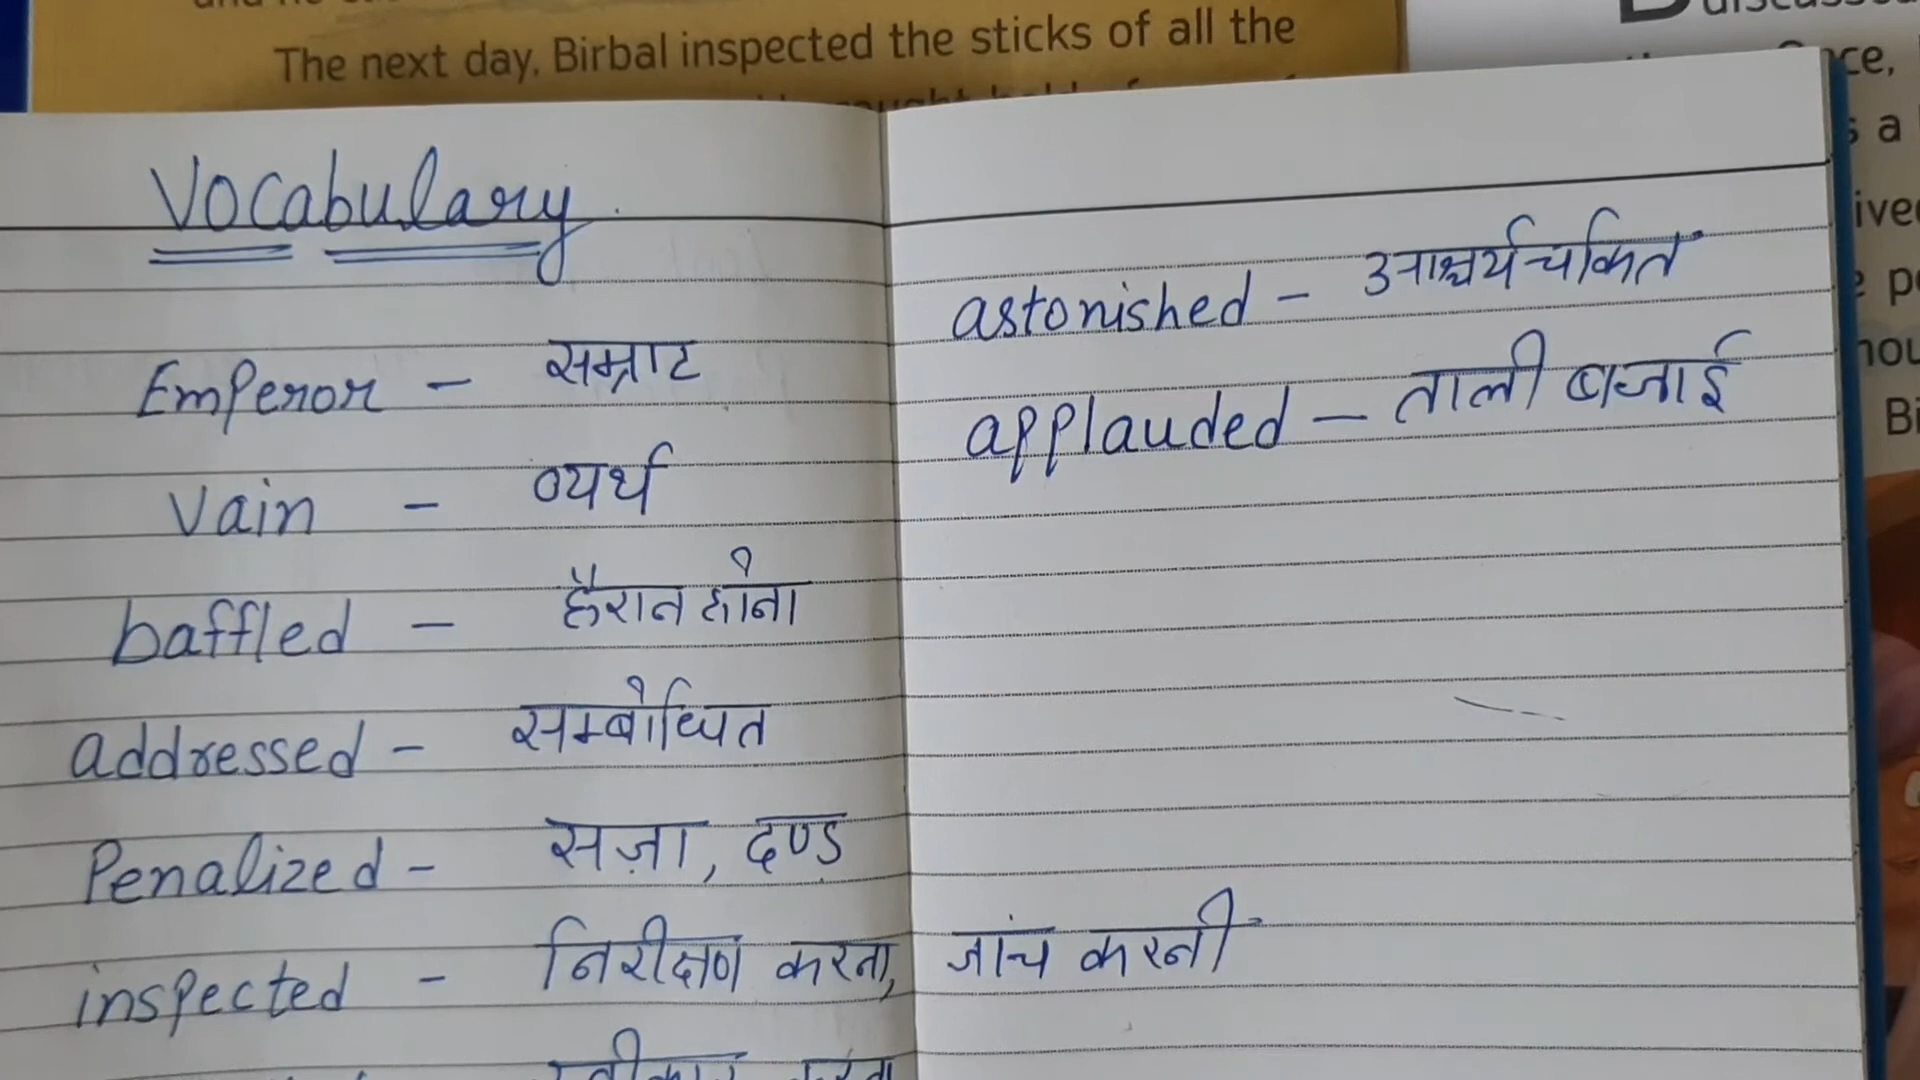 The next day, Birbal inspected the sticks of all the
Vocabulary
Emperor - सम्राट
Vain - व्यर्थ
baffled - हैरान होना
addressed - सम्बोधित
Penalized - सज़ा, दण्ड
inspected - निरीक्षण करना, जांच करनी
astonished - आश्चर्यचकित
applauded - ताली बजाई
s a
Bi